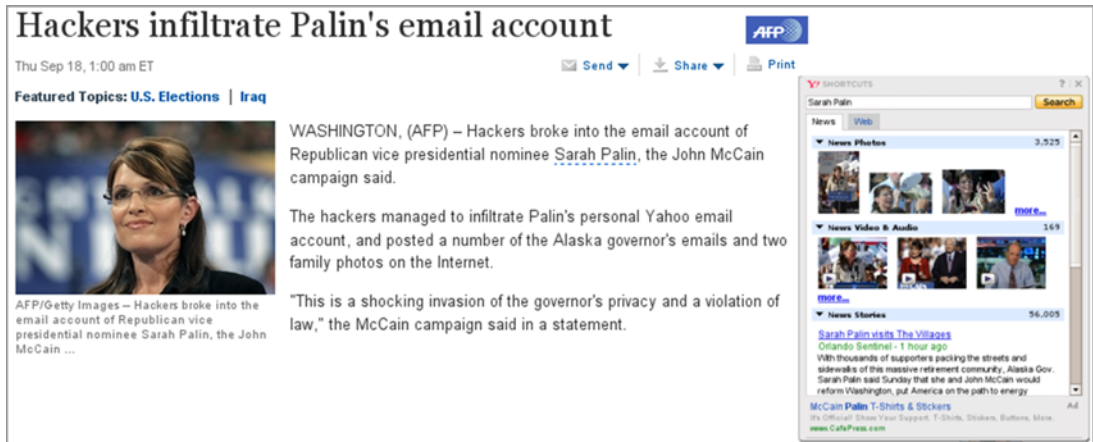 Hackers infiltrate Palin's email account
AFP
Thu Sep 18, 1:00 am ET
Send
Share
Print
Featured Topics: U.S. Elections | Iraq
AFP/Getty Images – Hackers broke into the
email account of Republican vice
presidential nominee Sarah Palin, the John
McCain ...
WASHINGTON, (AFP) – Hackers broke into the email account of
Republican vice presidential nominee Sarah Palin, the John McCain
campaign said.
The hackers managed to infiltrate Palin's personal Yahoo email
account, and posted a number of the Alaska governor's emails and two
family photos on the Internet.
"This is a shocking invasion of the governor's privacy and a violation of
law," the McCain campaign said in a statement.
Y! SHORTCUTS ? | X
Sarah Palin Search
News Web
News Photos 3,525
more...
News Video & Audio 169
more...
News Stories 56,005
Sarah Palin visits The Villages
Orlando Sentinel - 1 hour ago
With thousands of supporters packing the streets and
sidewalks of this massive retirement community, Alaska Gov.
Sarah Palin said Sunday that she and John McCain would
reform Washington, put America on the path to energy
McCain Palin T-Shirts & Stickers Ad
It's Official! Show Your Support. T-Shirts, Stickers, Buttons, More.
www.CafePress.com